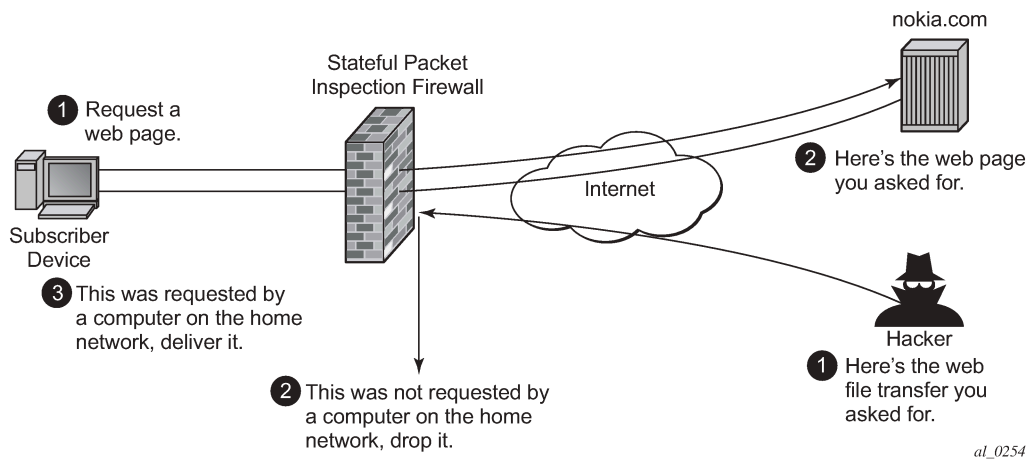 nokia.com
Stateful Packet
Inspection Firewall
1 Request a
web page.
2 Here's the web page
you asked for.
Internet
Subscriber
Device
3 This was requested by
a computer on the home
network, deliver it.
Hacker
1 Here's the web
file transfer you
asked for.
2 This was not requested by
a computer on the home
network, drop it.
al_0254